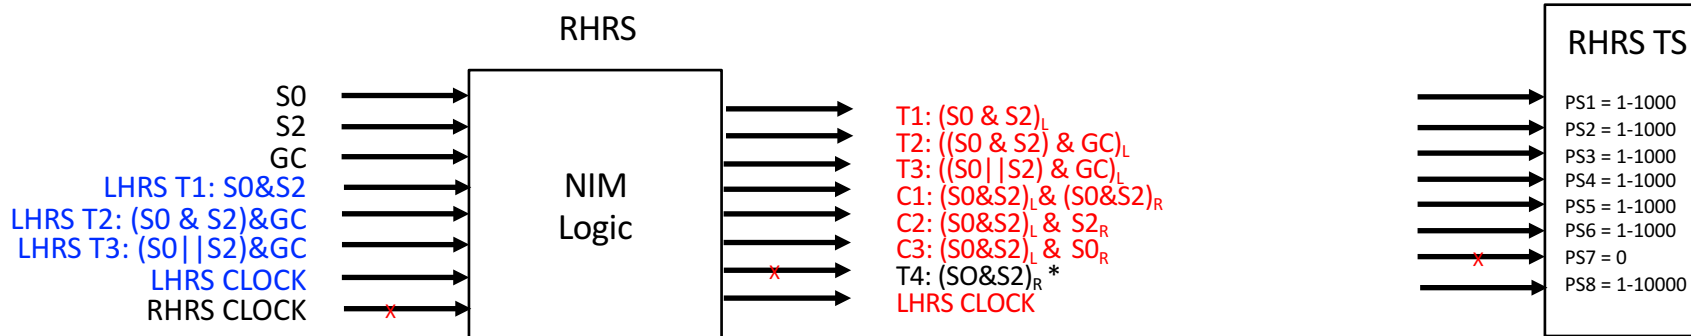 RHRS
RHRS TS
S0
S2
GC
LHRS T1: S0&S2
LHRS T2: (S0 & S2)&GC
LHRS T3: (S0||S2)&GC
LHRS CLOCK
RHRS CLOCK
X
NIM
Logic
X
T1: (S0 & S2)L
T2: ((S0 & S2) & GC)L
T3: ((S0||S2) & GC)L
C1: (S0&S2)L& (S0&S2)R
C2: (S0&S2)L & S2R
C3: (S0&S2)L & S0R
T4: (SO&S2)R *
LHRS CLOCK
X
PS1 = 1-1000
PS2 = 1-1000
PS3 = 1-1000
PS4 = 1-1000
PS5 = 1-1000
PS6 = 1-1000
PS7 = 0
PS8 = 1-10000